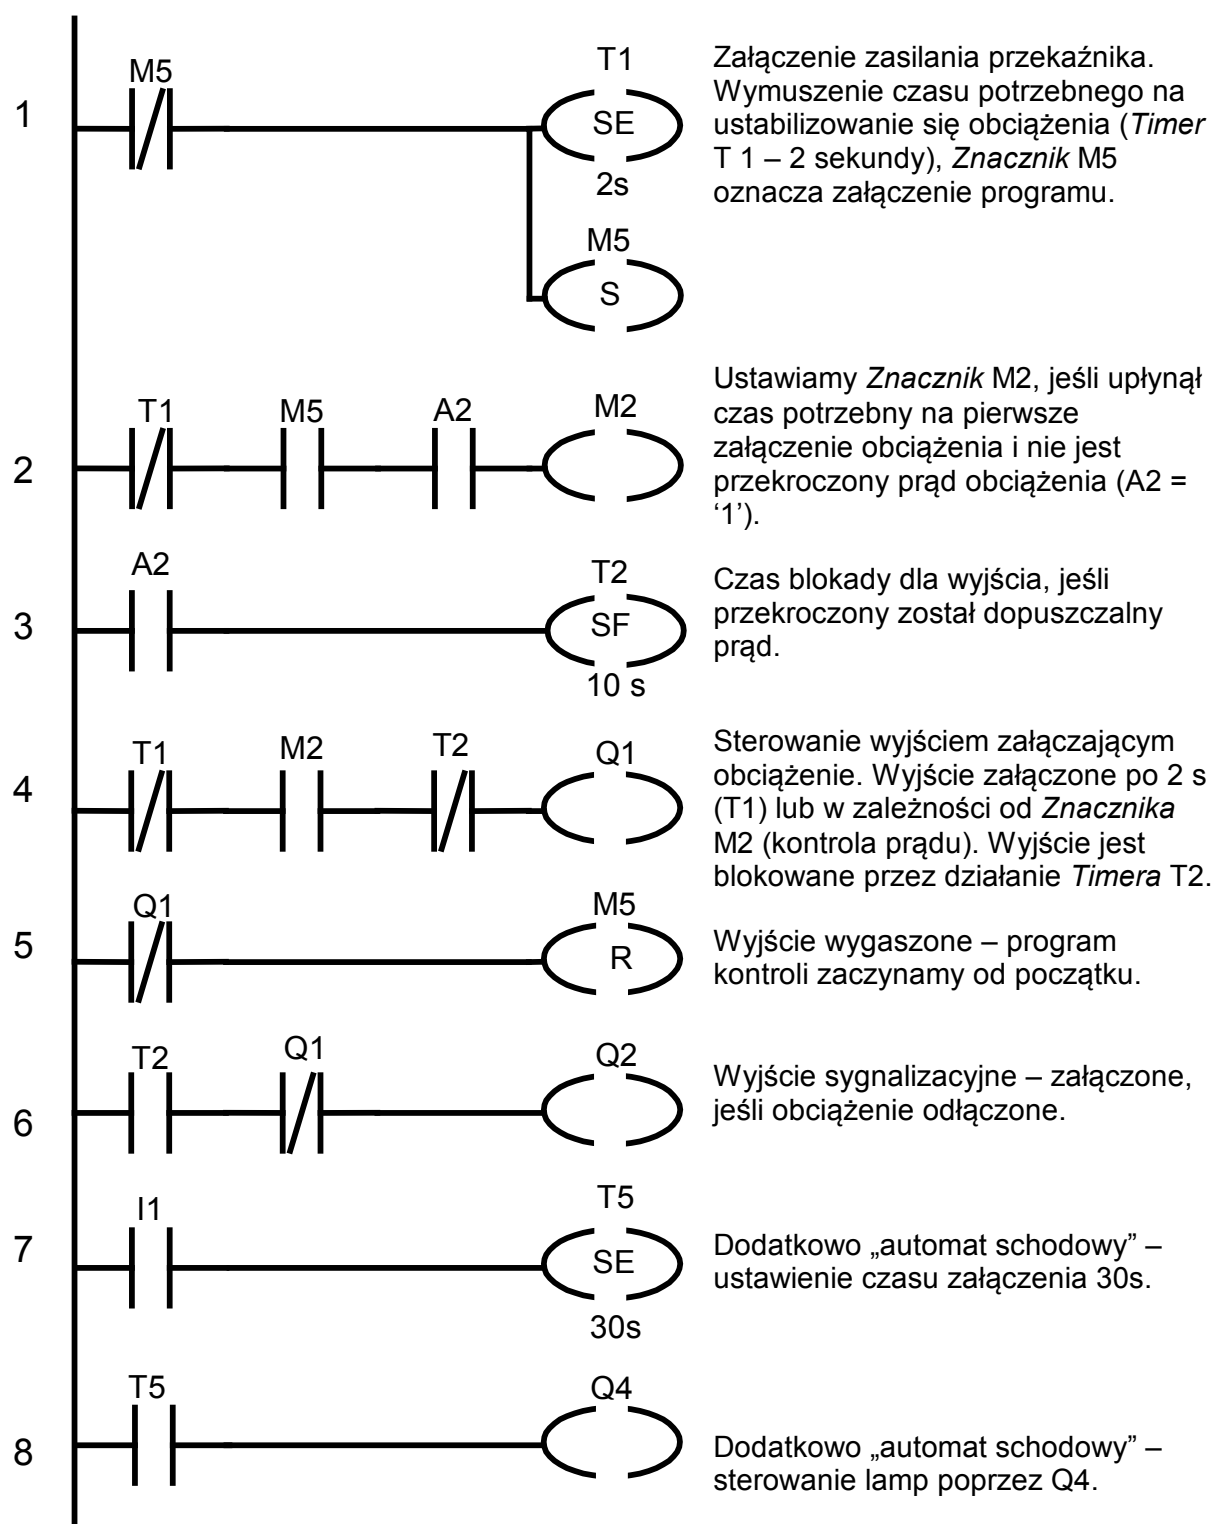 1
M5
T1
SE
2s
M5
S
Załączenie zasilania przekaźnika.
Wymuszenie czasu potrzebnego na
ustabilizowanie się obciążenia (Timer
T 1 – 2 sekundy), Znacznik M5
oznacza załączenie programu.
2
T1
M5
A2
M2
Ustawiamy Znacznik M2, jeśli upłynął
czas potrzebny na pierwsze
załączenie obciążenia i nie jest
przekroczony prąd obciążenia (A2 =
‘1’).
3
A2
T2
SF
10 s
Czas blokady dla wyjścia, jeśli
przekroczony został dopuszczalny
prąd.
4
T1
M2
T2
Q1
Sterowanie wyjściem załączającym
obciążenie. Wyjście załączone po 2 s
(T1) lub w zależności od Znacznika
M2 (kontrola prądu). Wyjście jest
blokowane przez działanie Timera T2.
5
Q1
M5
R
Wyjście wygaszone – program
kontroli zaczynamy od początku.
6
T2
Q1
Q2
Wyjście sygnalizacyjne – załączone,
jeśli obciążenie odłączone.
7
I1
T5
SE
30s
Dodatkowo „automat schodowy” –
ustawienie czasu załączenia 30s.
8
T5
Q4
Dodatkowo „automat schodowy” –
sterowanie lamp poprzez Q4.